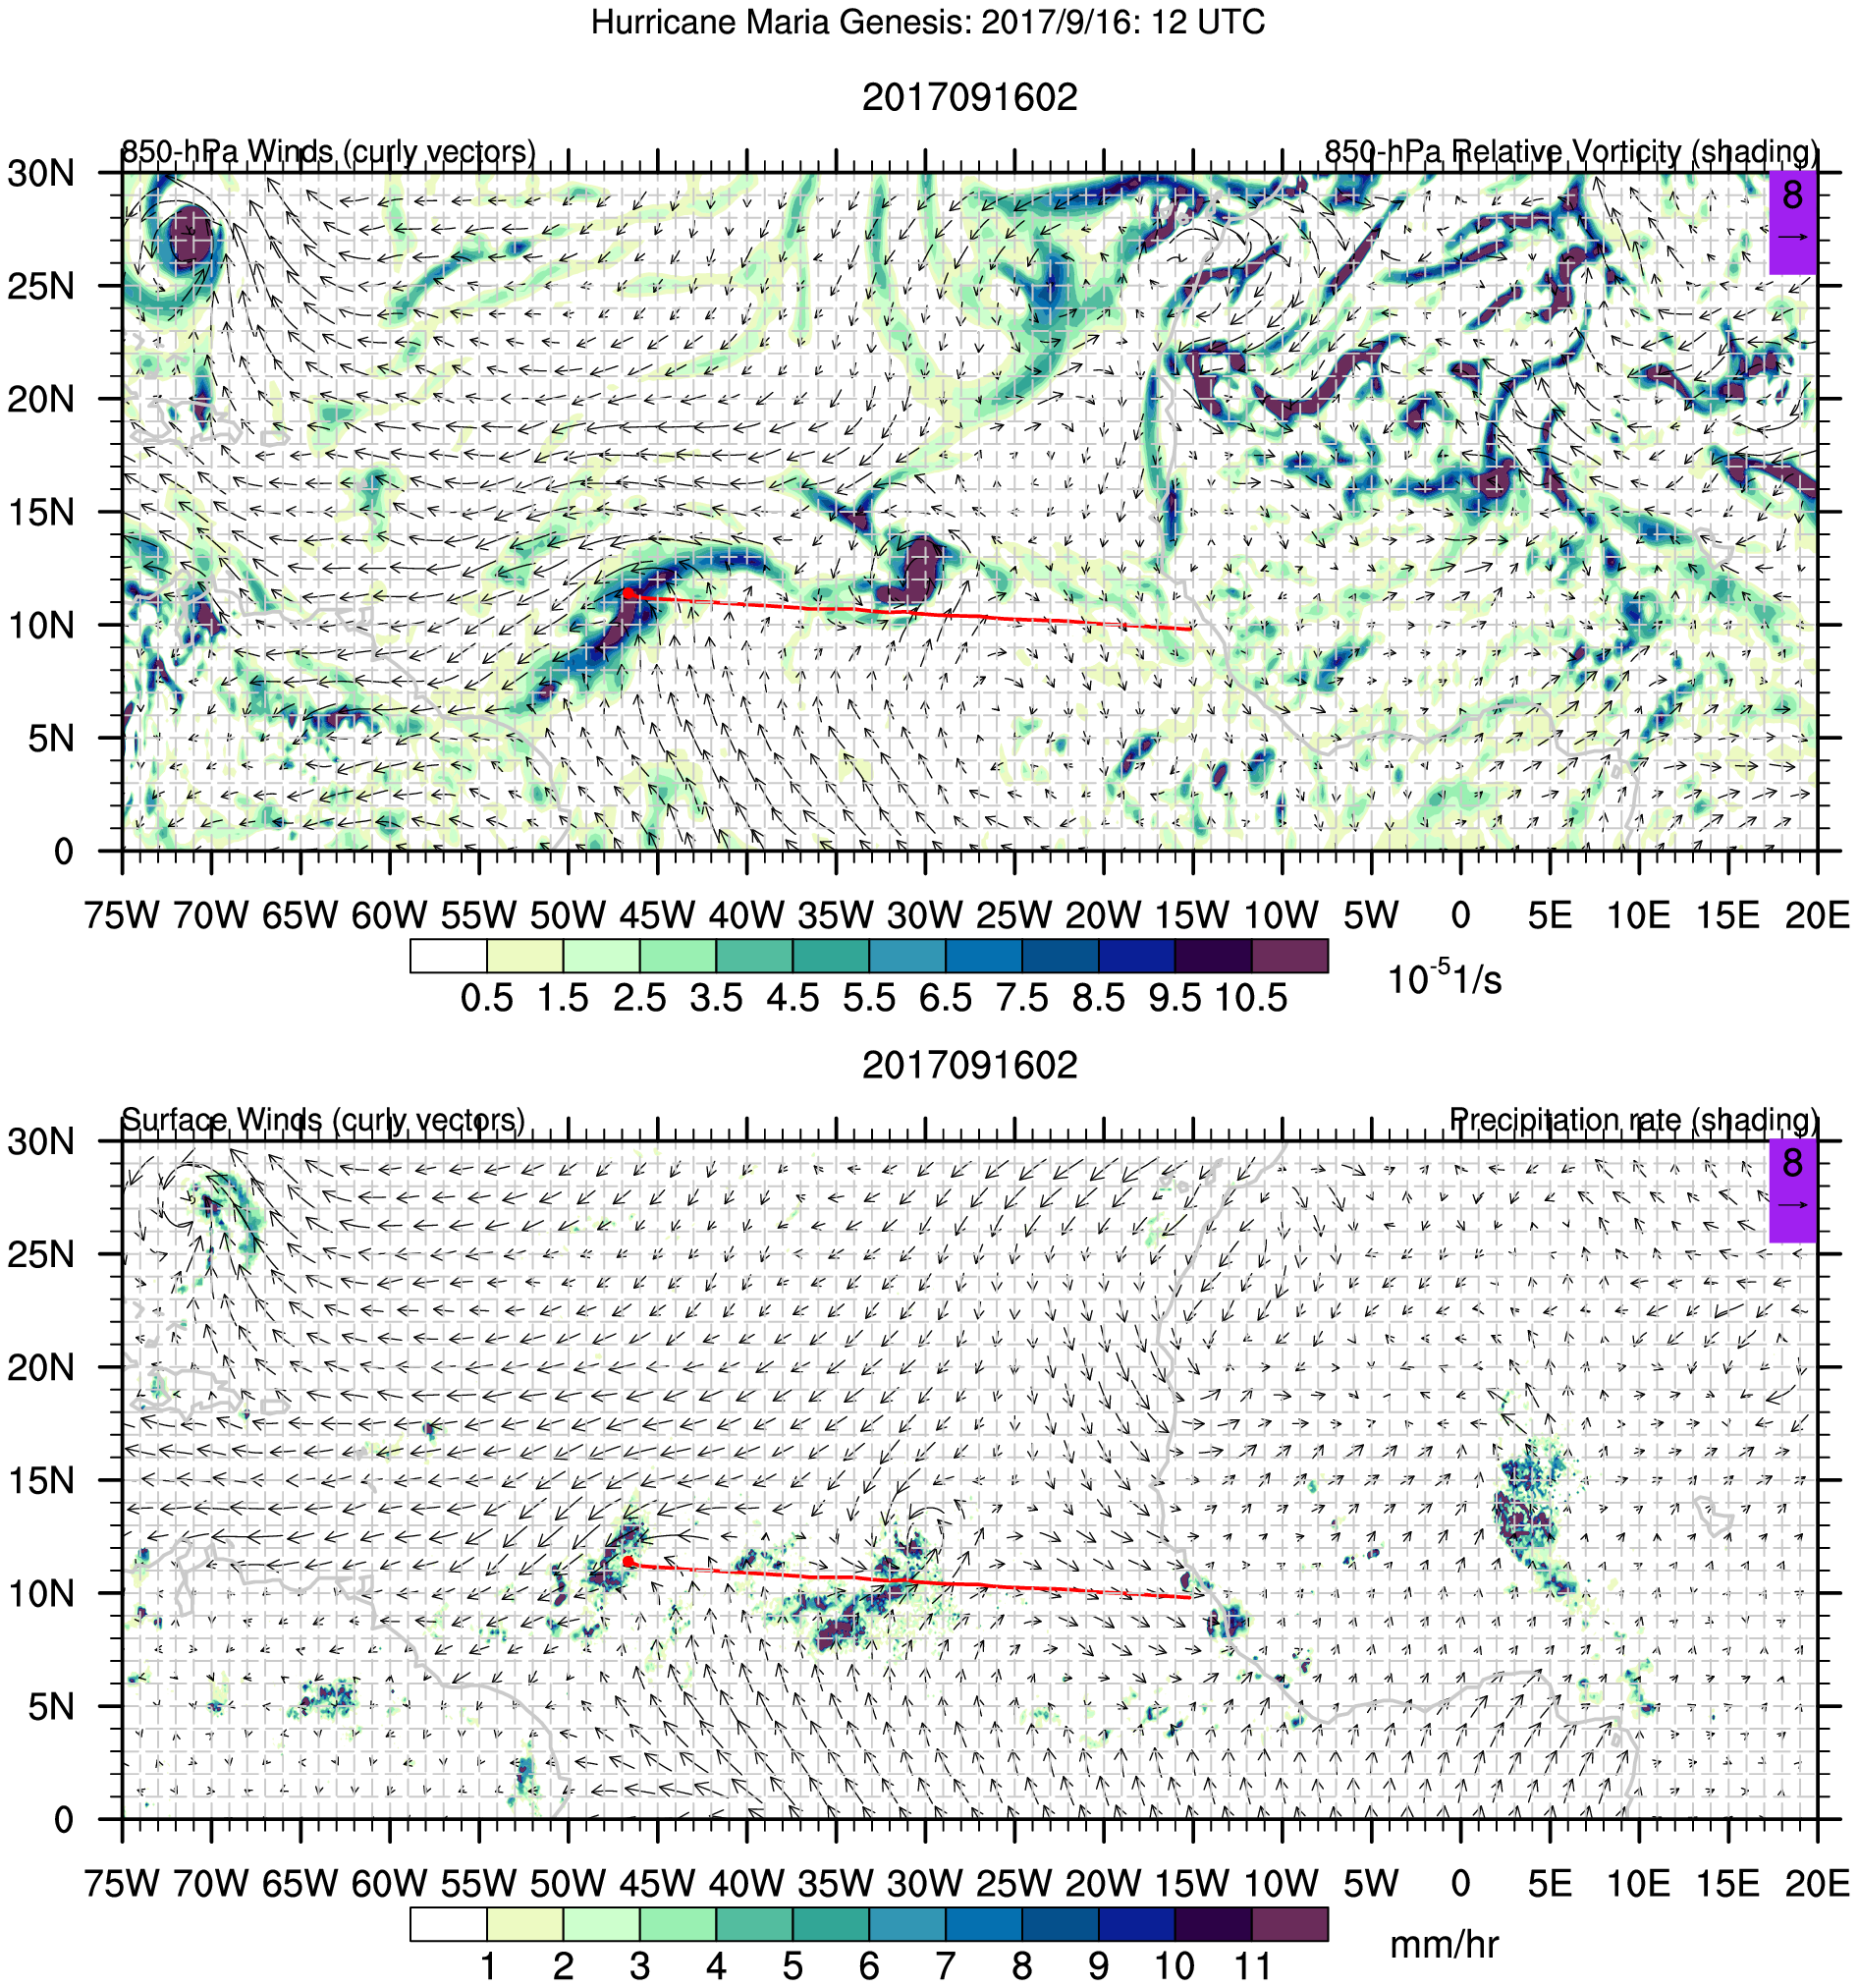 Hurricane Maria Genesis: 2017/9/16: 12 UTC
2017091602
850-hPa Winds (curly vectors) 850-hPa Relative Vorticity (shading)
30N
8
25N
20N
15N
10N
5N
0
75W 70W 65W 60W 55W 50W 45W 40W 35W 30W 25W 20W 15W 10W 5W 0 5E 10E 15E 20E
0.5 1.5 2.5 3.5 4.5 5.5 6.5 7.5 8.5 9.5 10.5
10⁻⁵1/s
2017091602
Surface Winds (curly vectors) Precipitation rate (shading)
30N
8
25N
20N
15N
10N
5N
0
75W 70W 65W 60W 55W 50W 45W 40W 35W 30W 25W 20W 15W 10W 5W 0 5E 10E 15E 20E
1 2 3 4 5 6 7 8 9 10 11
mm/hr